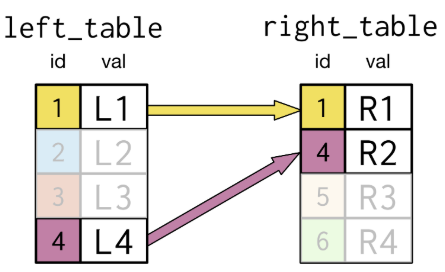 left_table right_table
id val id val
1 L1 1 R1
2 L2 4 R2
3 L3 5 R3
4 L4 6 R4